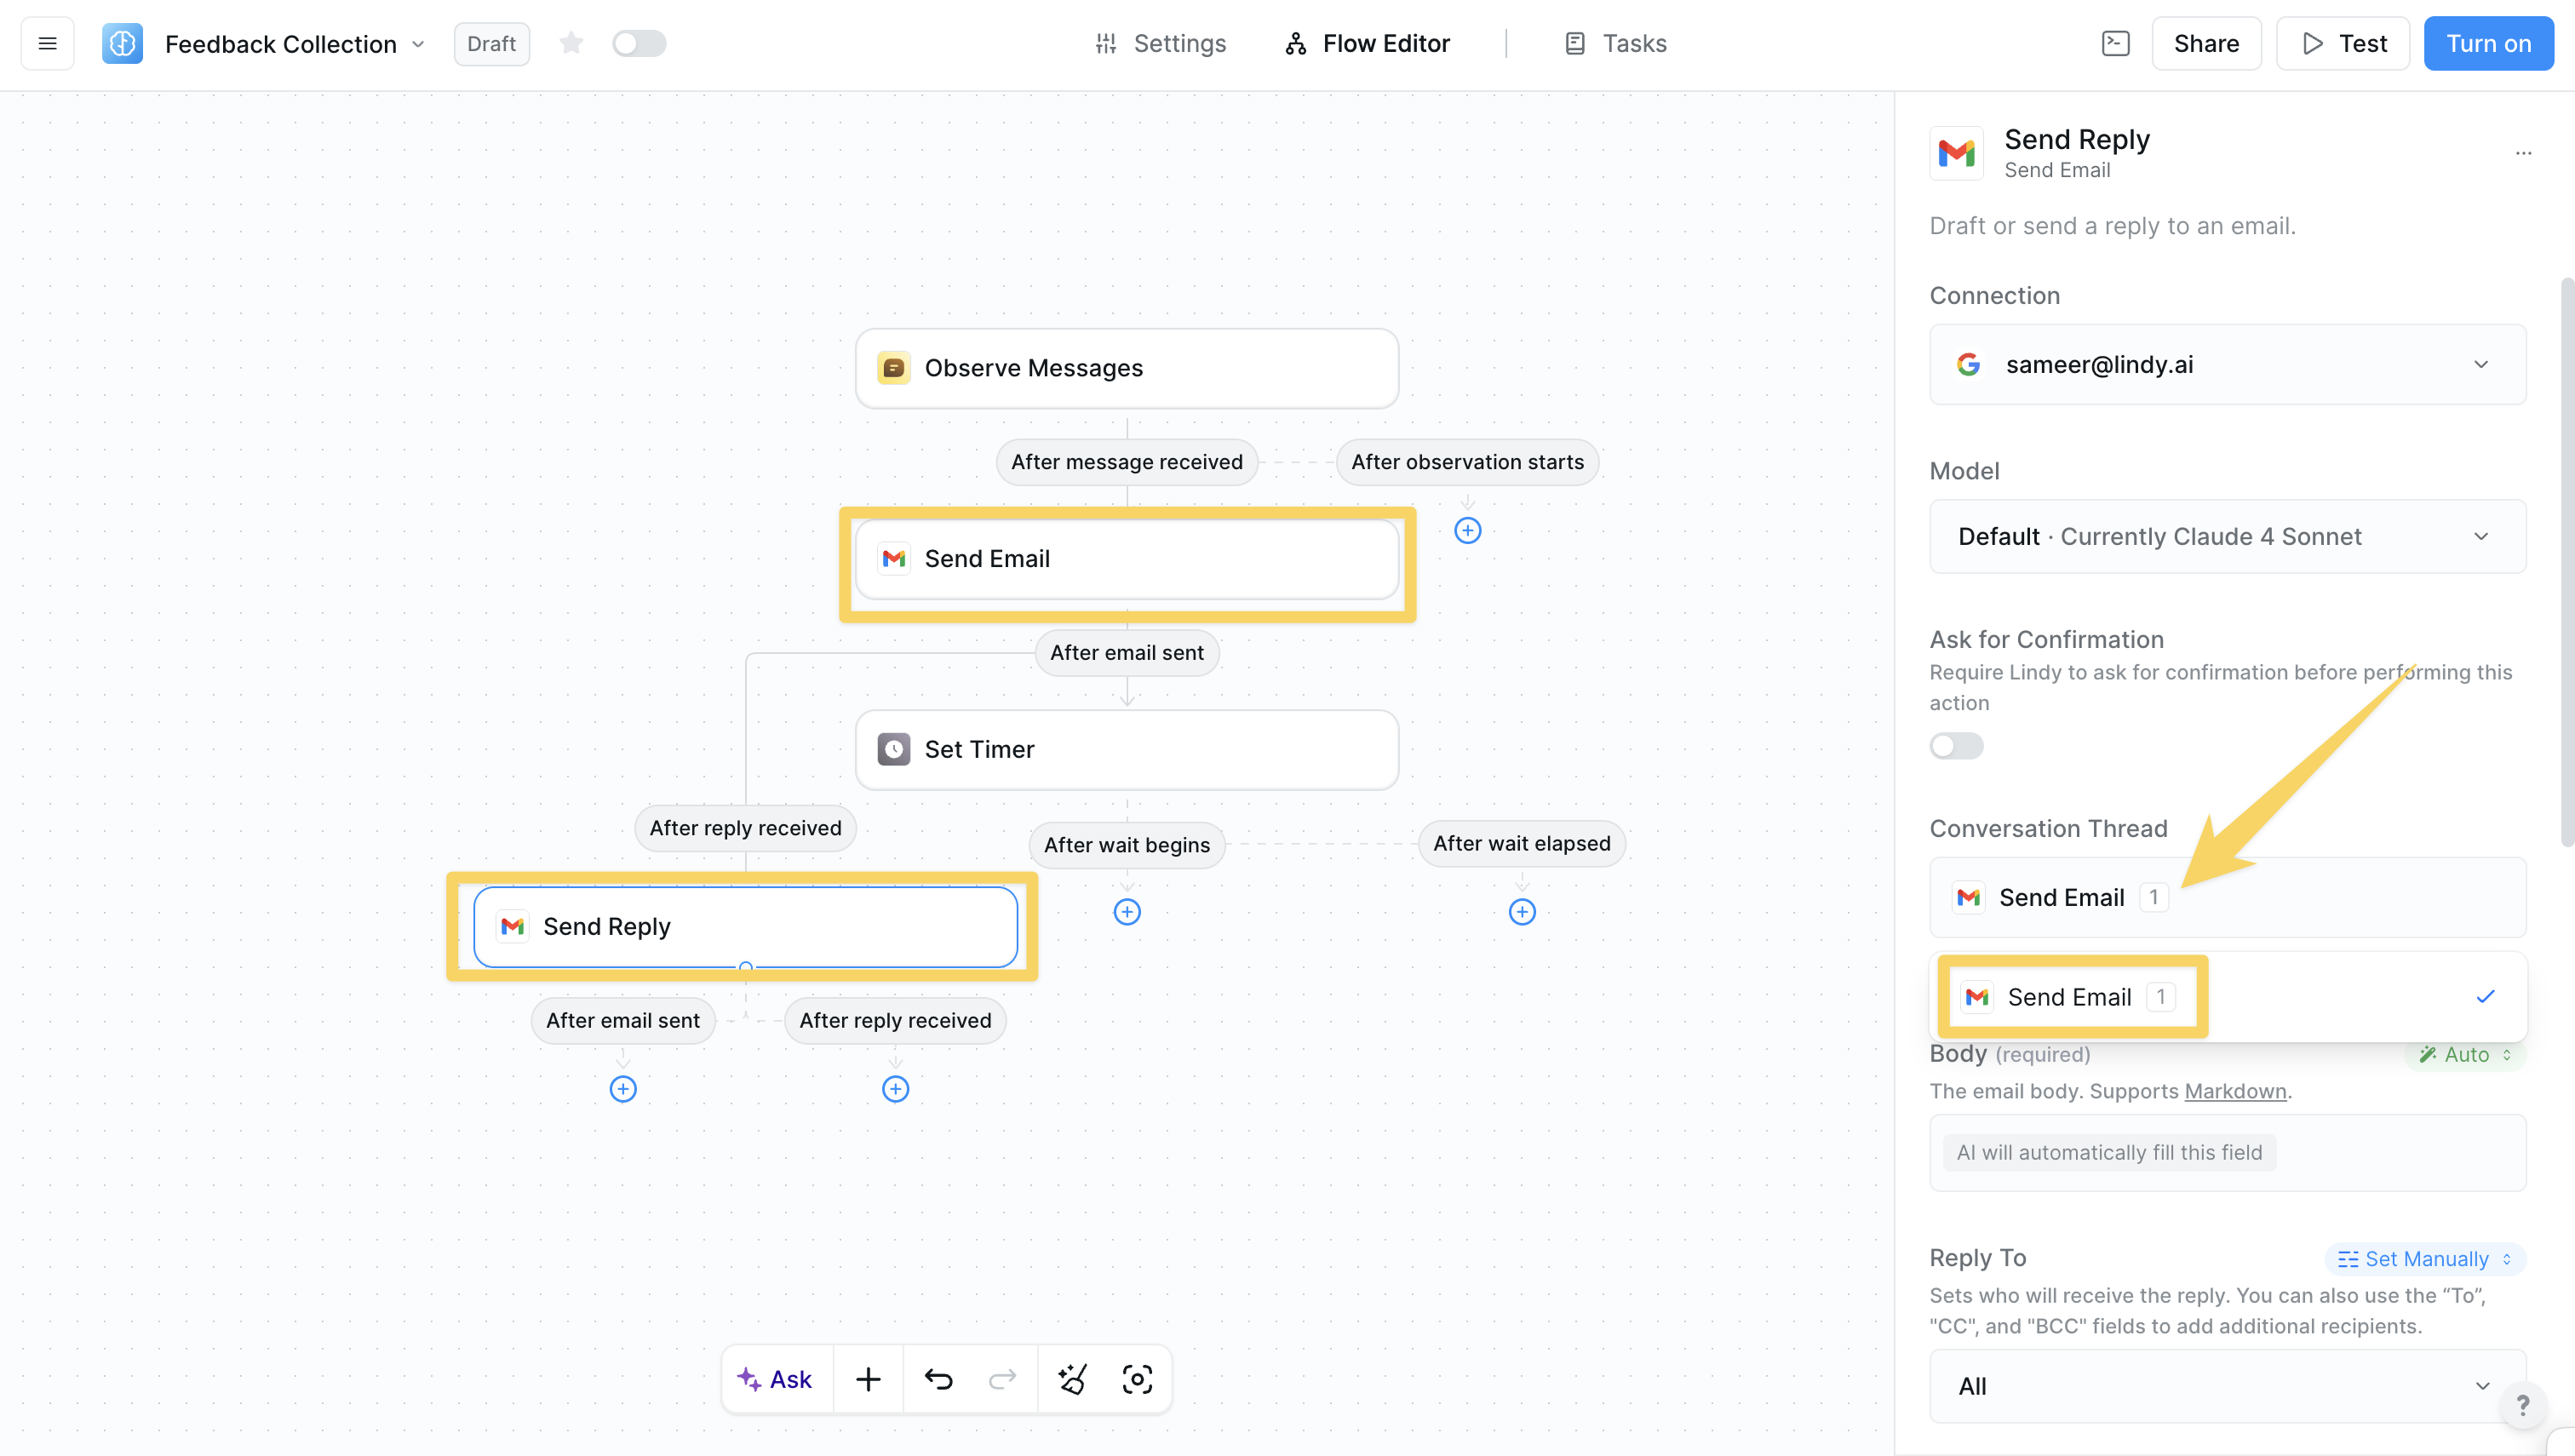 Feedback Collection
Draft
Settings
Flow Editor
Tasks
Share
Test
Turn on
Observe Messages
After message received
After observation starts
Send Email
After email sent
Set Timer
After reply received
After wait begins
After wait elapsed
Send Reply
After email sent
After reply received
Ask
Send Reply
Send Email
Draft or send a reply to an email.
Connection
sameer@lindy.ai
Model
Default · Currently Claude 4 Sonnet
Ask for Confirmation
Require Lindy to ask for confirmation before performing this
action
Conversation Thread
Send Email 1
Send Email 1
Body (required)
Auto
The email body. Supports Markdown.
AI will automatically fill this field
Reply To
Set Manually
Sets who will receive the reply. You can also use the “To”,
"CC", and "BCC" fields to add additional recipients.
All
?